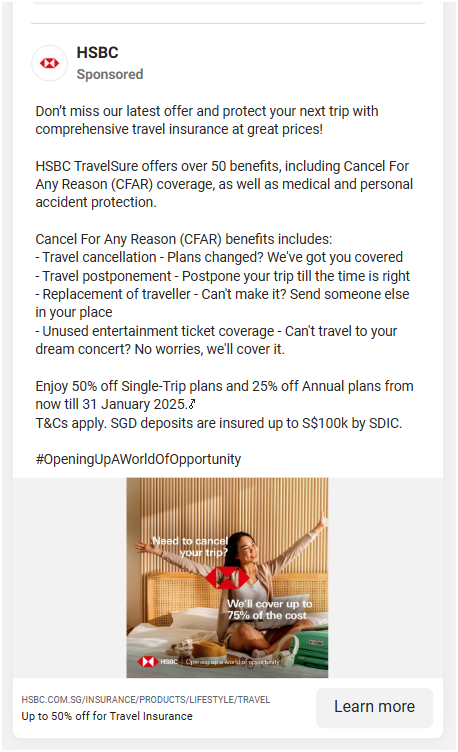 HSBC
Sponsored
Don’t miss our latest offer and protect your next trip with
comprehensive travel insurance at great prices!
HSBC TravelSure offers over 50 benefits, including Cancel For
Any Reason (CFAR) coverage, as well as medical and personal
accident protection.
Cancel For Any Reason (CFAR) benefits includes:
- Travel cancellation - Plans changed? We've got you covered
- Travel postponement - Postpone your trip till the time is right
- Replacement of traveller - Can't make it? Send someone else
in your place
- Unused entertainment ticket coverage - Can't travel to your
dream concert? No worries, we'll cover it.
Enjoy 50% off Single-Trip plans and 25% off Annual plans from
now till 31 January 2025.
T&Cs apply. SGD deposits are insured up to S$100k by SDIC.
#OpeningUpAWorldOfOpportunity
Need to cancel
your trip?
We'll cover up to
75% of the cost
HSBC | Opening up a world of opportunity
HSBC.COM.SG/INSURANCE/PRODUCTS/LIFESTYLE/TRAVEL
Up to 50% off for Travel Insurance
Learn more